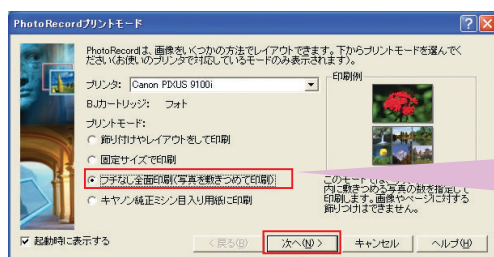 PhotoRecordプリントモード
PhotoRecordは、画像をいくつかの方法でレイアウトできます。下からプリントモードを選んでく
ださい(お使いのプリンタで対応しているモードのみ表示されます)。
プリンタ: Canon PIXUS 9100i
BJカートリッジ: フォト
プリントモード:
飾り付けやレイアウトをして印刷
固定サイズで印刷
フチなし全面印刷(写真を敷きつめて印刷)
キヤノン純正ミシン目入り用紙に印刷
印刷例
このモードでは、
内に敷きつめる写真の数を指定して
印刷します。画像やページに対する
飾りつけはできません。
起動時に表示する
< 戻る(B)
次へ(N) >
キャンセル
ヘルプ(H)